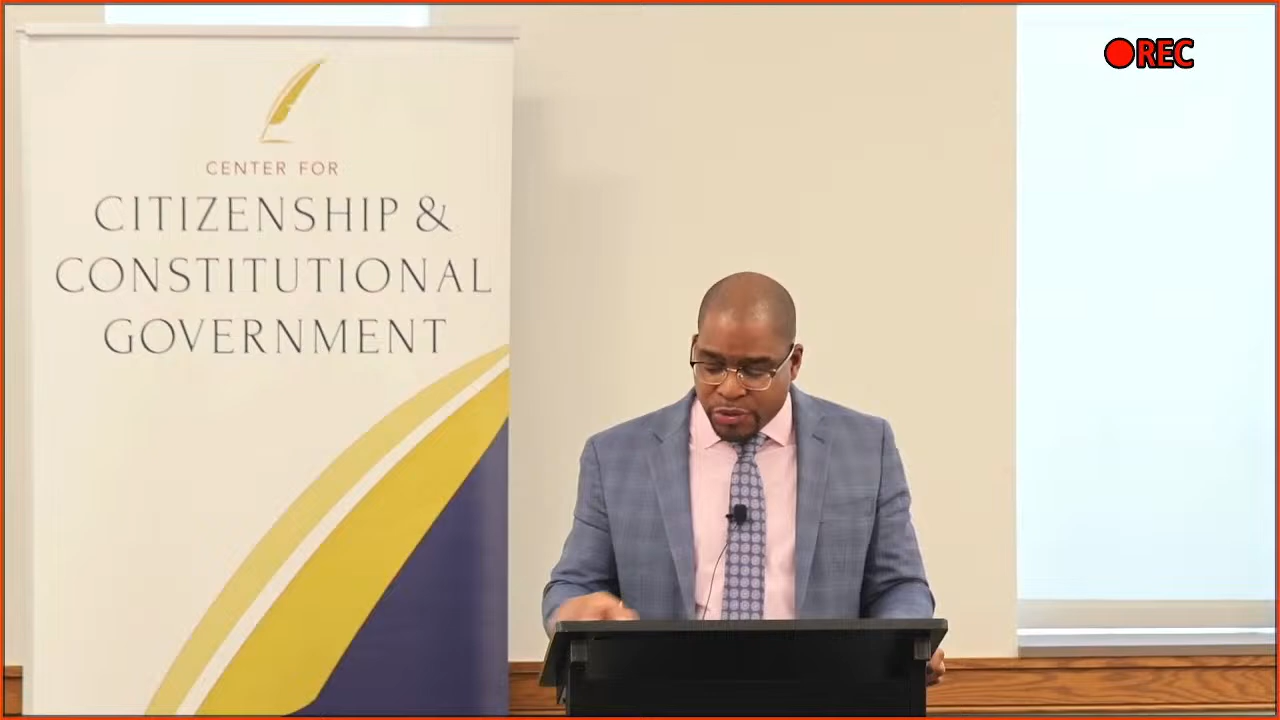 CENTER FOR
CITIZENSHIP &
CONSTITUTIONAL
GOVERNMENT
REC